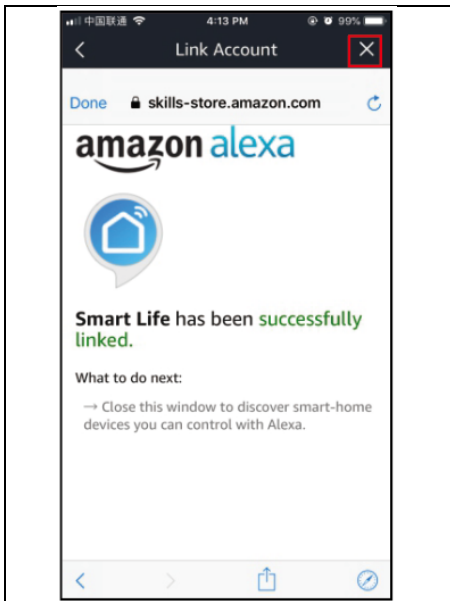 中国联通 4:13 PM 99%
Link Account
Done skills-store.amazon.com
amazon alexa
Smart Life has been successfully
linked.
What to do next:
→ Close this window to discover smart-home
devices you can control with Alexa.